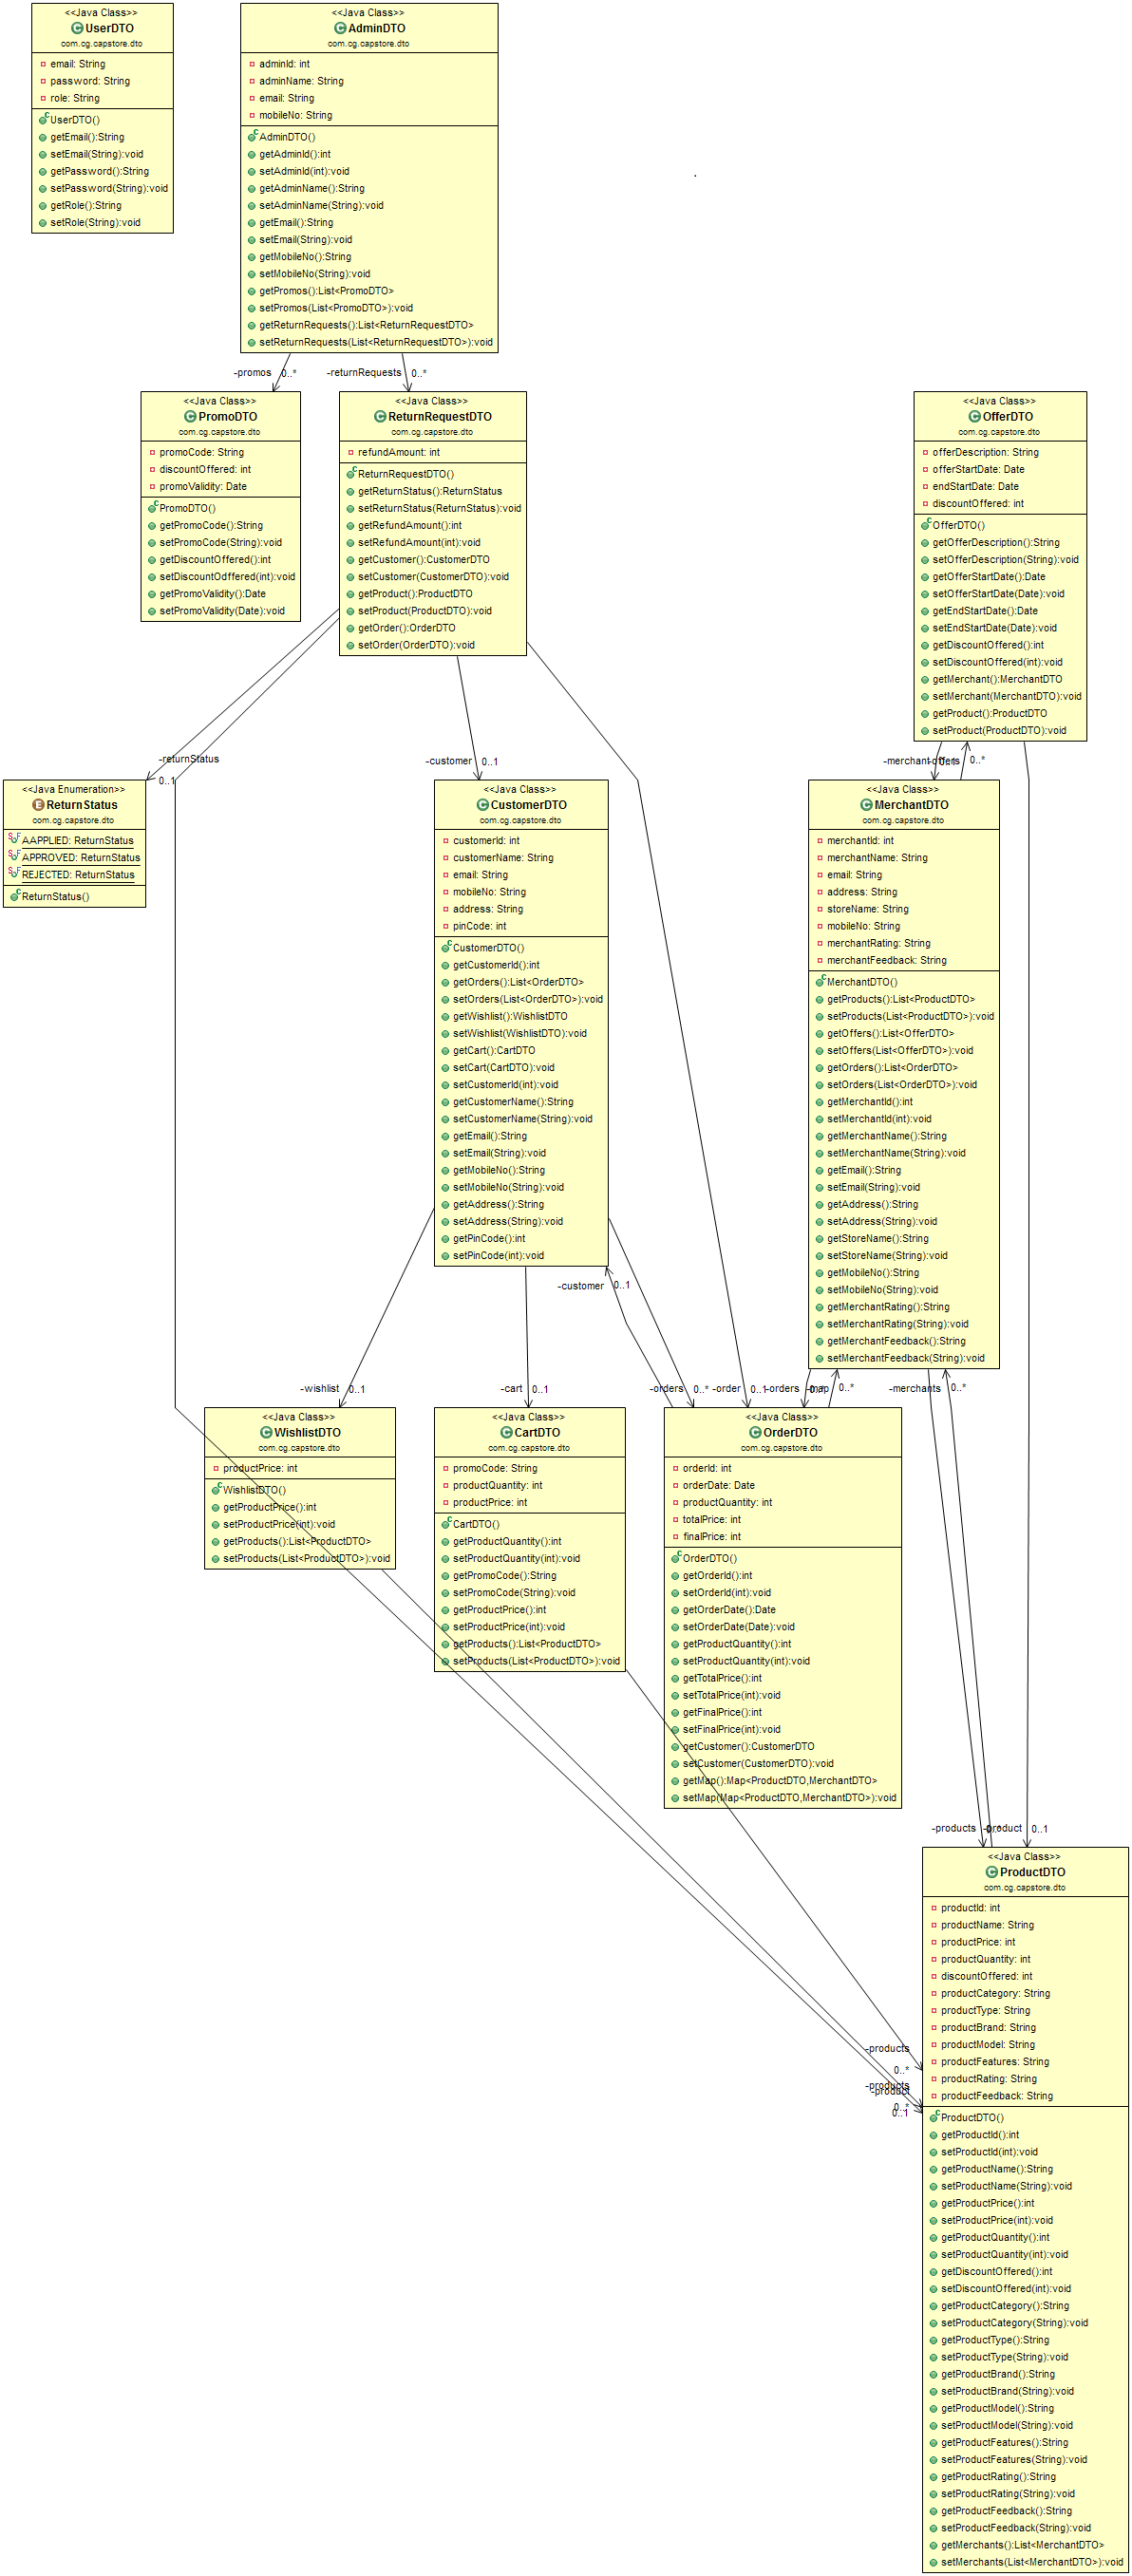 <<Java Class>>
UserDTO
com.cg.capstore.dto
email: String
password: String
role: String
UserDTO()
getEmail():String
setEmail(String):void
getPassword():String
setPassword(String):void
getRole():String
setRole(String):void
<<Java Class>>
AdminDTO
com.cg.capstore.dto
adminId: int
adminName: String
email: String
mobileNo: String
AdminDTO()
getAdminId():int
setAdminId(int):void
getAdminName():String
setAdminName(String):void
getEmail():String
setEmail(String):void
getMobileNo():String
setMobileNo(String):void
getPromos():List<PromoDTO>
setPromos(List<PromoDTO>):void
getReturnRequests():List<ReturnRequestDTO>
setReturnRequests(List<ReturnRequestDTO>):void
-promos
0..*
-returnRequests
0..*
<<Java Class>>
PromoDTO
com.cg.capstore.dto
promoCode: String
discountOffered: int
promoValidity: Date
PromoDTO()
getPromoCode():String
setPromoCode(String):void
getDiscountOffered():int
setDiscountOdffered(int):void
getPromoValidity():Date
setPromoValidity(Date):void
<<Java Class>>
ReturnRequestDTO
com.cg.capstore.dto
refundAmount: int
ReturnRequestDTO()
getReturnStatus():ReturnStatus
setReturnStatus(ReturnStatus):void
getRefundAmount():int
setRefundAmount(int):void
getCustomer():CustomerDTO
setCustomer(CustomerDTO):void
getProduct():ProductDTO
setProduct(ProductDTO):void
getOrder():OrderDTO
setOrder(OrderDTO):void
<<Java Class>>
OfferDTO
com.cg.capstore.dto
offerDescription: String
offerStartDate: Date
endStartDate: Date
discountOffered: int
OfferDTO()
getOfferDescription():String
setOfferDescription(String):void
getOfferStartDate():Date
setOfferStartDate(Date):void
getEndStartDate():Date
setEndStartDate(Date):void
getDiscountOffered():int
setDiscountOffered(int):void
getMerchant():MerchantDTO
setMerchant(MerchantDTO):void
getProduct():ProductDTO
setProduct(ProductDTO):void
-returnStatus
0..1
-customer
0..1
-merchant
0..1
-offers
0..*
<<Java Enumeration>>
ReturnStatus
com.cg.capstore.dto
AAPPLIED: ReturnStatus
APPROVED: ReturnStatus
REJECTED: ReturnStatus
ReturnStatus()
<<Java Class>>
CustomerDTO
com.cg.capstore.dto
customerId: int
customerName: String
email: String
mobileNo: String
address: String
pinCode: int
CustomerDTO()
getCustomerId():int
getOrders():List<OrderDTO>
setOrders(List<OrderDTO>):void
getWishlist():WishlistDTO
setWishlist(WishlistDTO):void
getCart():CartDTO
setCart(CartDTO):void
setCustomerId(int):void
getCustomerName():String
setCustomerName(String):void
getEmail():String
setEmail(String):void
getMobileNo():String
setMobileNo(String):void
getAddress():String
setAddress(String):void
getPinCode():int
setPinCode(int):void
<<Java Class>>
MerchantDTO
com.cg.capstore.dto
merchantId: int
merchantName: String
email: String
address: String
storeName: String
mobileNo: String
merchantRating: String
merchantFeedback: String
MerchantDTO()
getProducts():List<ProductDTO>
setProducts(List<ProductDTO>):void
getOffers():List<OfferDTO>
setOffers(List<OfferDTO>):void
getOrders():List<OrderDTO>
setOrders(List<OrderDTO>):void
getMerchantId():int
setMerchantId(int):void
getMerchantName():String
setMerchantName(String):void
getEmail():String
setEmail(String):void
getAddress():String
setAddress(String):void
getStoreName():String
setStoreName(String):void
getMobileNo():String
setMobileNo(String):void
getMerchantRating():String
setMerchantRating(String):void
getMerchantFeedback():String
setMerchantFeedback(String):void
-customer
0..1
-wishlist
0..1
-cart
0..1
-orders
0..*
-order
0..1
-orders
-map
0..*
-merchants
0..*
<<Java Class>>
WishlistDTO
com.cg.capstore.dto
productPrice: int
WishlistDTO()
getProductPrice():int
setProductPrice(int):void
getProducts():List<ProductDTO>
setProducts(List<ProductDTO>):void
<<Java Class>>
CartDTO
com.cg.capstore.dto
promoCode: String
productQuantity: int
productPrice: int
CartDTO()
getProductQuantity():int
setProductQuantity(int):void
getPromoCode():String
setPromoCode(String):void
getProductPrice():int
setProductPrice(int):void
getProducts():List<ProductDTO>
setProducts(List<ProductDTO>):void
<<Java Class>>
OrderDTO
com.cg.capstore.dto
orderId: int
orderDate: Date
productQuantity: int
totalPrice: int
finalPrice: int
OrderDTO()
getOrderId():int
setOrderId(int):void
getOrderDate():Date
setOrderDate(Date):void
getProductQuantity():int
setProductQuantity(int):void
getTotalPrice():int
setTotalPrice(int):void
getFinalPrice():int
setFinalPrice(int):void
getCustomer():CustomerDTO
setCustomer(CustomerDTO):void
getMap():Map<ProductDTO,MerchantDTO>
setMap(Map<ProductDTO,MerchantDTO>):void
-products
0..*
-product
0..1
<<Java Class>>
ProductDTO
com.cg.capstore.dto
productId: int
productName: String
productPrice: int
productQuantity: int
discountOffered: int
productCategory: String
productType: String
productBrand: String
productModel: String
productFeatures: String
productRating: String
productFeedback: String
-products
0..*
-products
-product
0..*
0..1
ProductDTO()
getProductId():int
setProductId(int):void
getProductName():String
setProductName(String):void
getProductPrice():int
setProductPrice(int):void
getProductQuantity():int
setProductQuantity(int):void
getDiscountOffered():int
setDiscountOffered(int):void
getProductCategory():String
setProductCategory(String):void
getProductType():String
setProductType(String):void
getProductBrand():String
setProductBrand(String):void
getProductModel():String
setProductModel(String):void
getProductFeatures():String
setProductFeatures(String):void
getProductRating():String
setProductRating(String):void
getProductFeedback():String
setProductFeedback(String):void
getMerchants():List<MerchantDTO>
setMerchants(List<MerchantDTO>):void